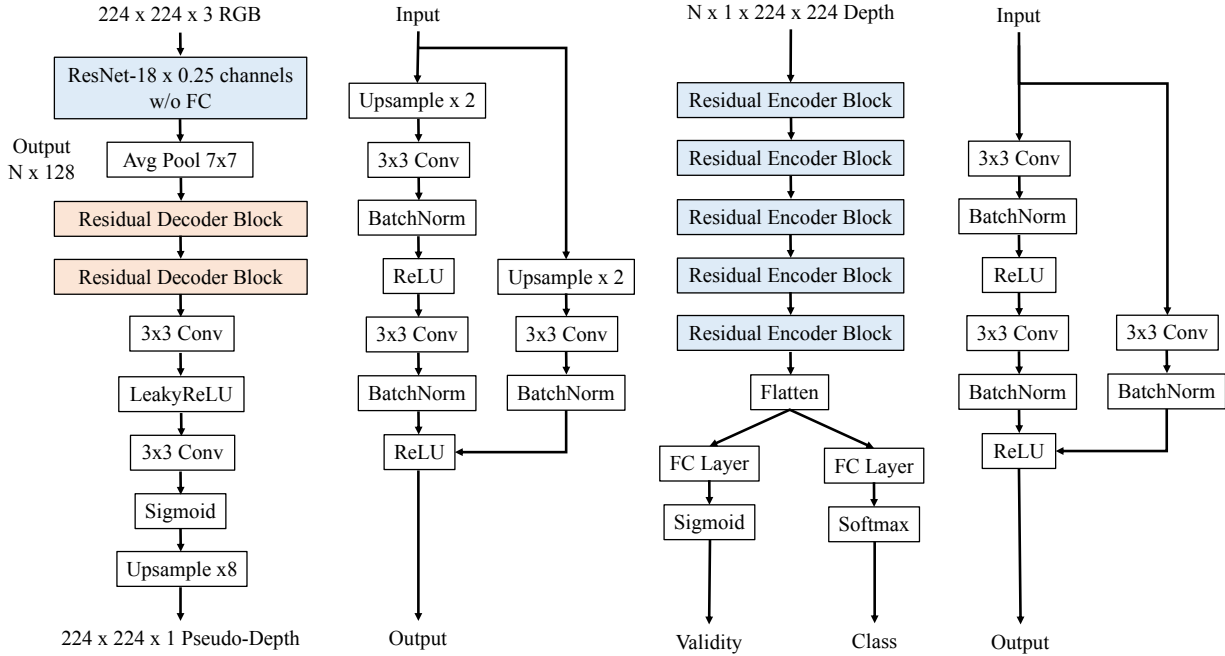 224 x 224 x 3 RGB
ResNet-18 x 0.25 channels
w/o FC
Output
N x 128
Avg Pool 7x7
Residual Decoder Block
Residual Decoder Block
3x3 Conv
LeakyReLU
3x3 Conv
Sigmoid
Upsample x8
224 x 224 x 1 Pseudo-Depth
Input
Upsample x 2
3x3 Conv
BatchNorm
ReLU
3x3 Conv
BatchNorm
Upsample x 2
3x3 Conv
BatchNorm
ReLU
Output
N x 1 x 224 x 224 Depth
Residual Encoder Block
Residual Encoder Block
Residual Encoder Block
Residual Encoder Block
Residual Encoder Block
Flatten
FC Layer
Sigmoid
Validity
FC Layer
Softmax
Class
Input
3x3 Conv
BatchNorm
ReLU
3x3 Conv
BatchNorm
3x3 Conv
BatchNorm
ReLU
Output